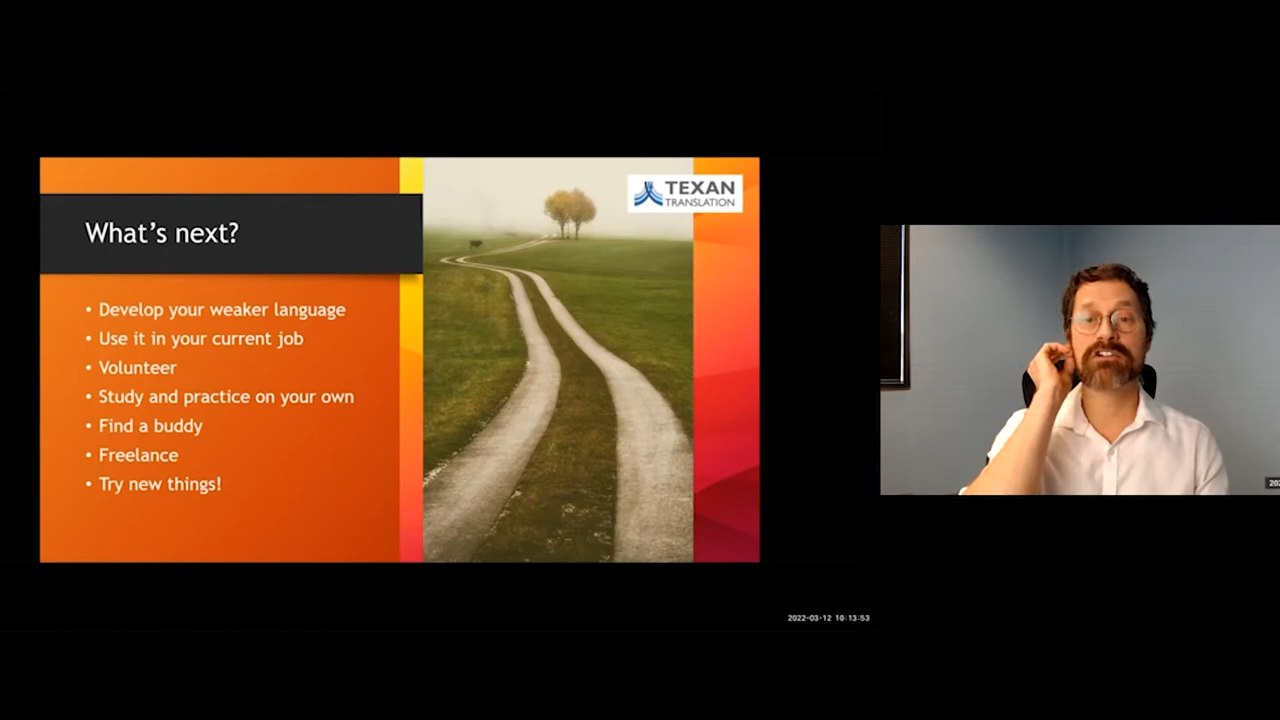 What's next?
• Develop your weaker language
• Use it in your current job
• Volunteer
• Study and practice on your own
• Find a buddy
• Freelance
• Try new things!
TEXAN
TRANSLATION
2022-03-12 10:13:53